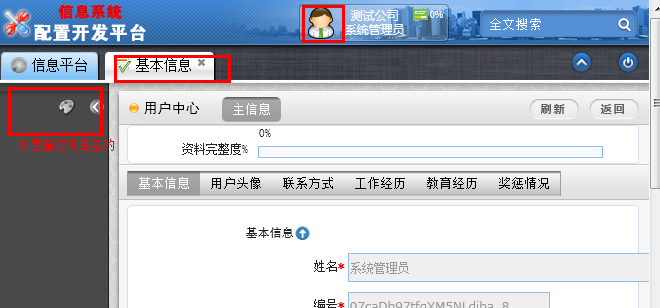 信息系统
配置开发平台
测试公司
系统管理员
0%
全文搜索
信息平台
基本信息
用户中心
主信息
刷新
返回
0%
资料完整度%
基本信息
用户头像
联系方式
工作经历
教育经历
奖惩情况
基本信息
姓名*
系统管理员
编号*